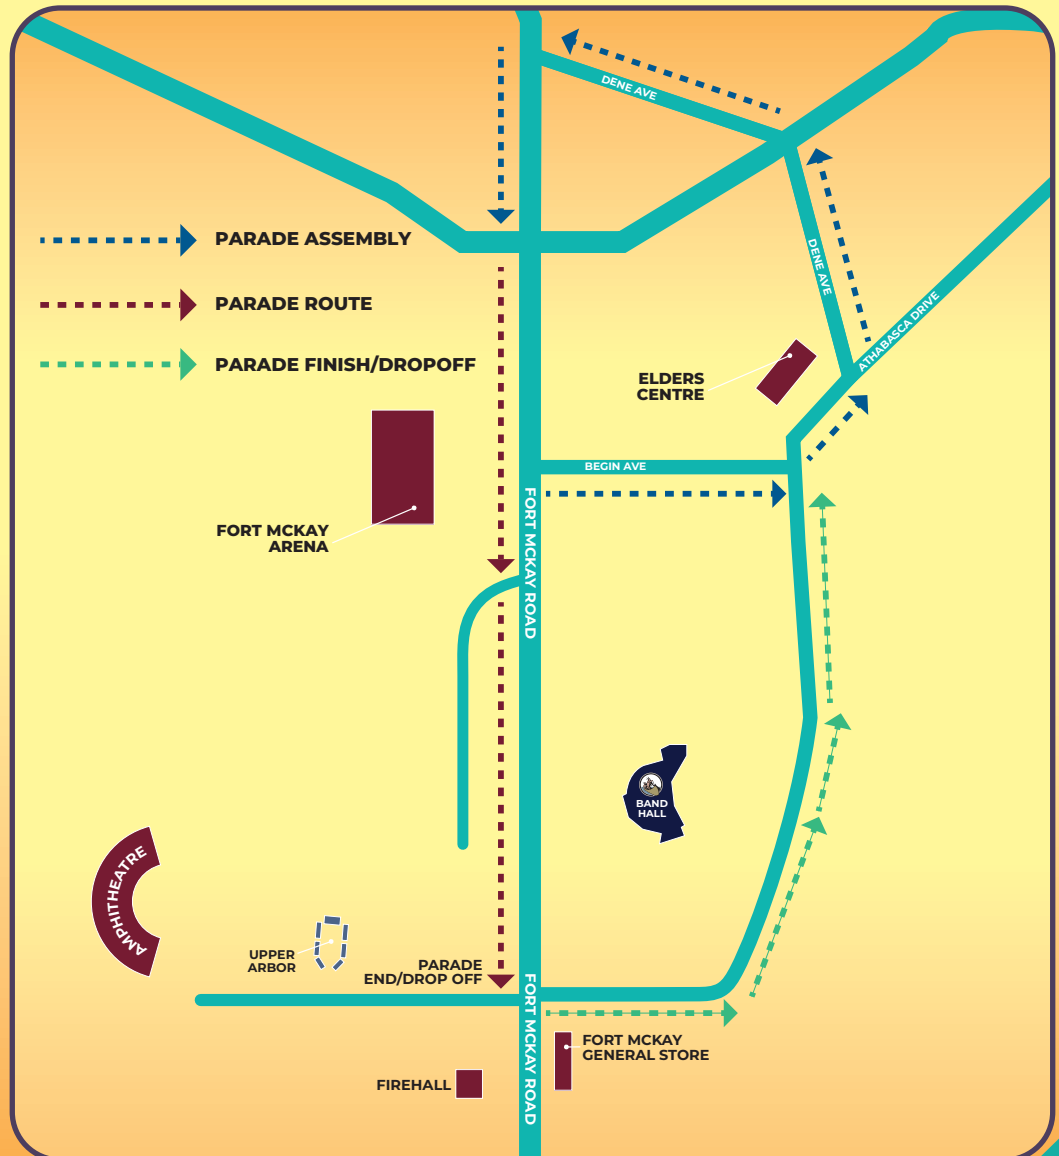 DENE AVE
PARADE ASSEMBLY
DENE AVE
PARADE ROUTE
ATHABASCA DRIVE
PARADE FINISH/DROPOFF
ELDERS
CENTRE
BEGIN AVE
FORT MCKAY
ARENA
FORT MCKAY ROAD
BAND
HALL
AMPHITHEATRE
UPPER
ARBOR
PARADE
END/DROP OFF
FORT MCKAY ROAD
FORT MCKAY
GENERAL STORE
FIREHALL